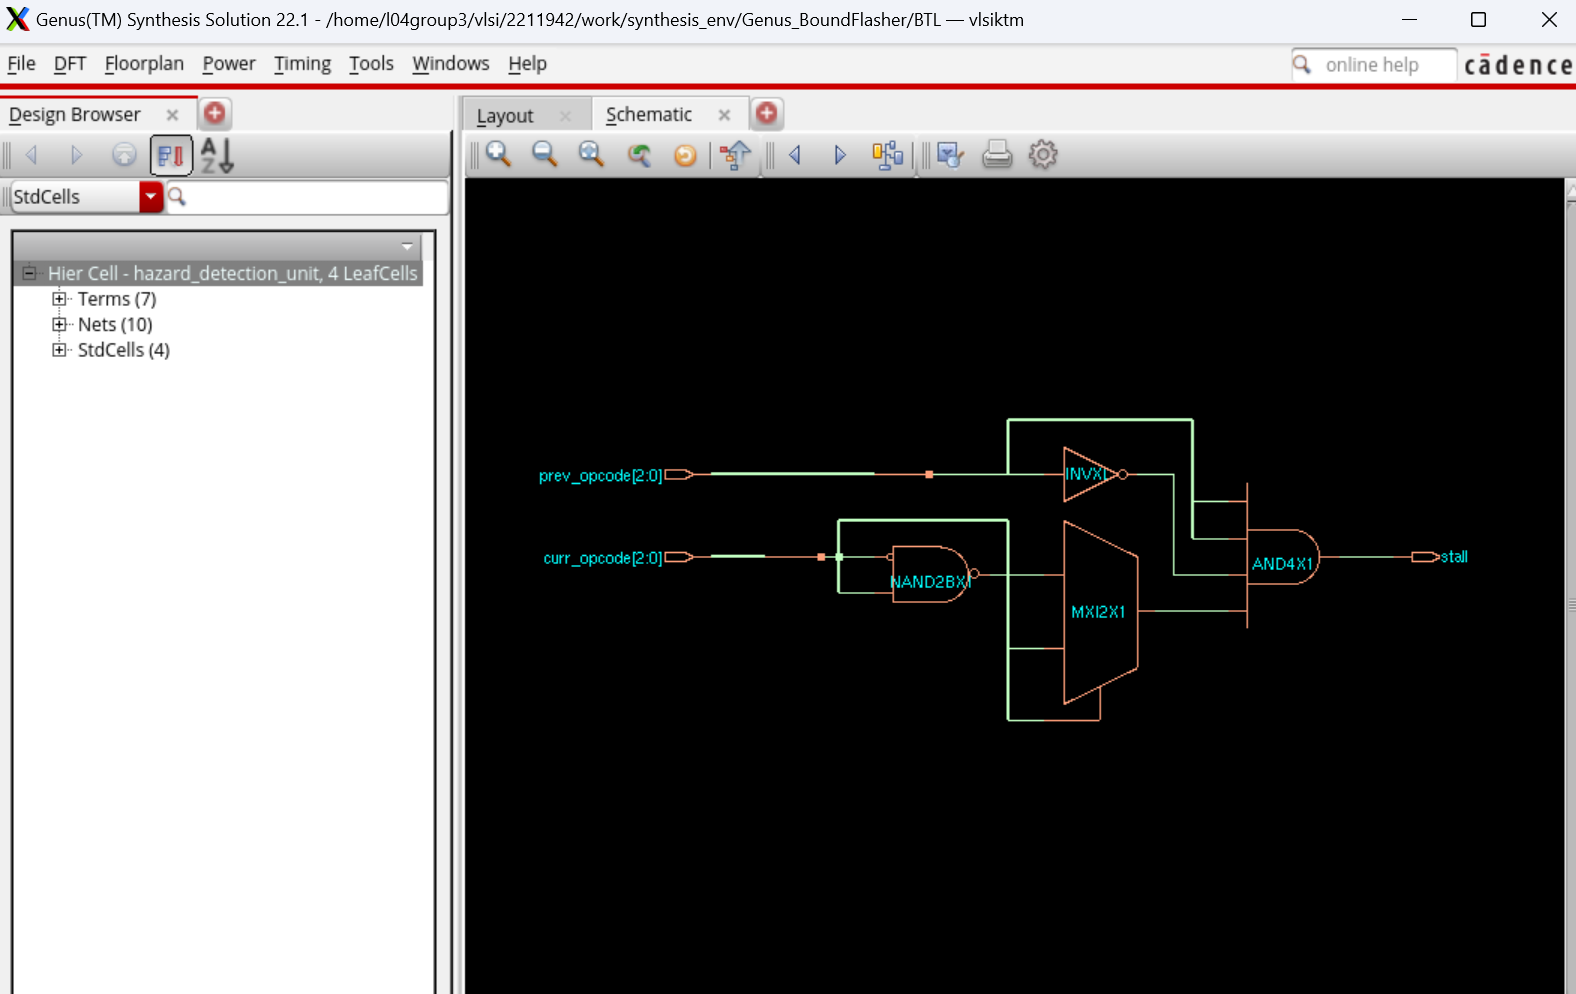 Genus(TM) Synthesis Solution 22.1 - /home/l04group3/vlsi/2211942/work/synthesis_env/Genus_BoundFlasher/BTL — vlsiktm
File DFT Floorplan Power Timing Tools Windows Help online help cādence
Design Browser
Layout Schematic
A
Z
StdCells
Hier Cell - hazard_detection_unit, 4 LeafCells
Terms (7)
Nets (10)
StdCells (4)
prev_opcode[2:0] INVXL
curr_opcode[2:0] NAND2BX1 AND4X1 stall
MXI2X1